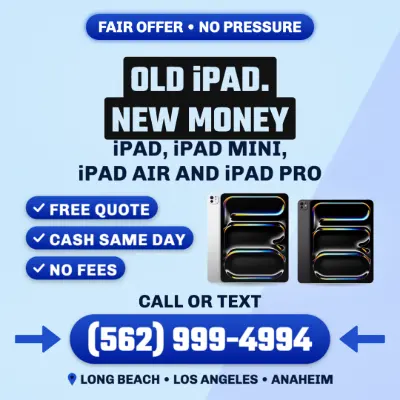 FAIR OFFER • NO PRESSURE
OLD iPAD.
NEW MONEY
iPAD, iPAD MINI,
iPAD AIR AND iPAD PRO
FREE QUOTE
CASH SAME DAY
NO FEES
CALL OR TEXT
(562) 999-4994
LONG BEACH • LOS ANGELES • ANAHEIM